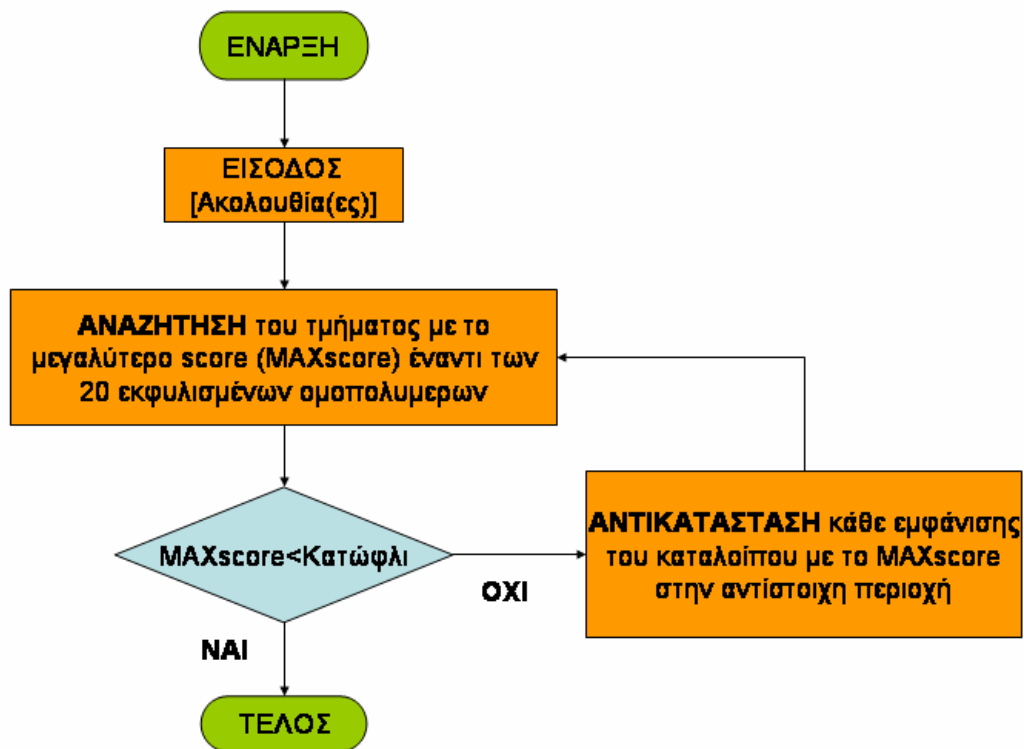 ΕΝΑΡΞΗ
ΕΙΣΟΔΟΣ
[Ακολουθία(ες)]
ΑΝΑΖΗΤΗΣΗ του τμήματος με το
μεγαλύτερο score (MAXscore) έναντι των
20 εκφυλισμένων ομοπολυμερων
MAXscore<Κατώφλι
ΟΧΙ
ΑΝΤΙΚΑΤΑΣΤΑΣΗ κάθε εμφάνισης
του καταλοίπου με το MAXscore
στην αντίστοιχη περιοχή
ΝΑΙ
ΤΕΛΟΣ